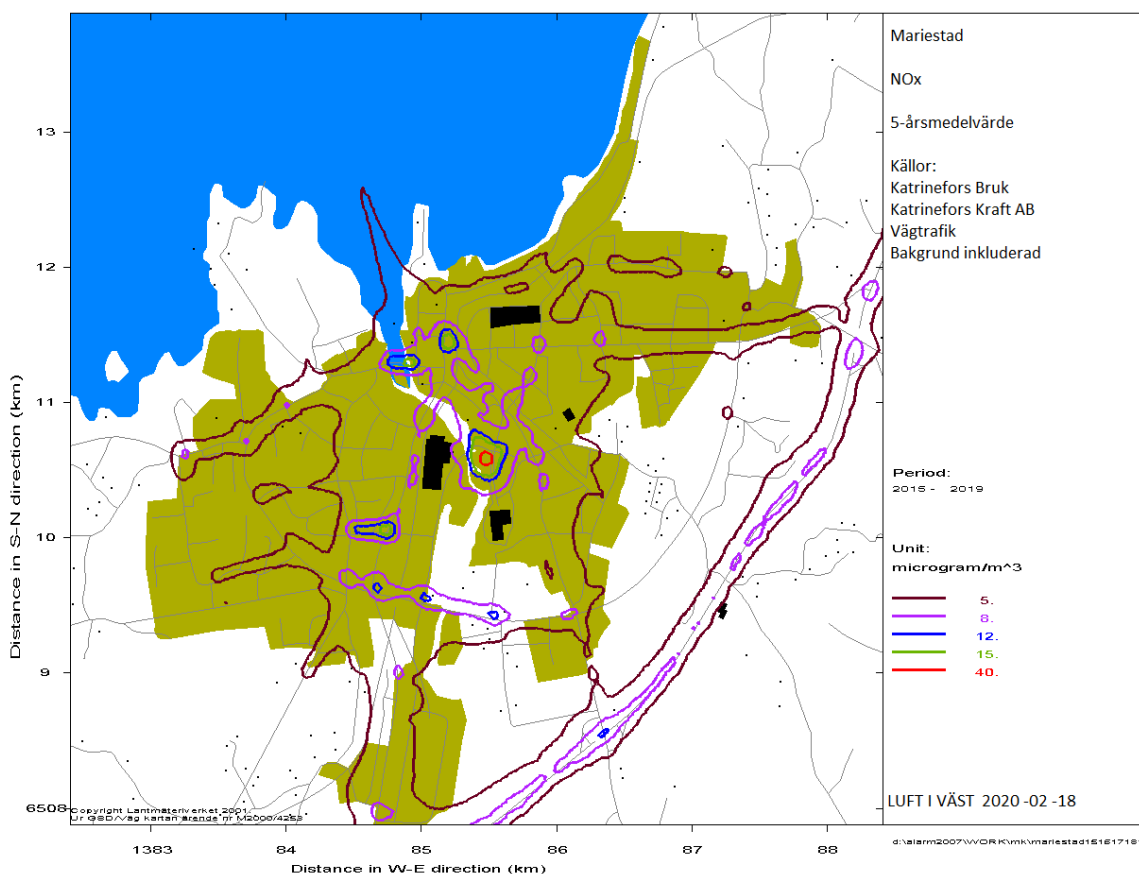 Mariestad
NOx
5-årsmedelvärde
Källor:
Katrinefors Bruk
Katrinefors Kraft AB
Vägtrafik
Bakgrund inkluderad
Period:
2015 - 2019
Unit:
microgram/m^3
5.
8.
12.
15.
40.
LUFT I VÄST 2020 -02 -18
d:\alarm2007\WORK\mk\mariestad15161718
Distance in S-N direction (km)
13
12
11
10
9
6508
Copyright Lantmäteriverket 2001.
Ur GSD/Väg kartan ärende nr M2000/4253
1383
84
85
86
87
88
Distance in W-E direction (km)